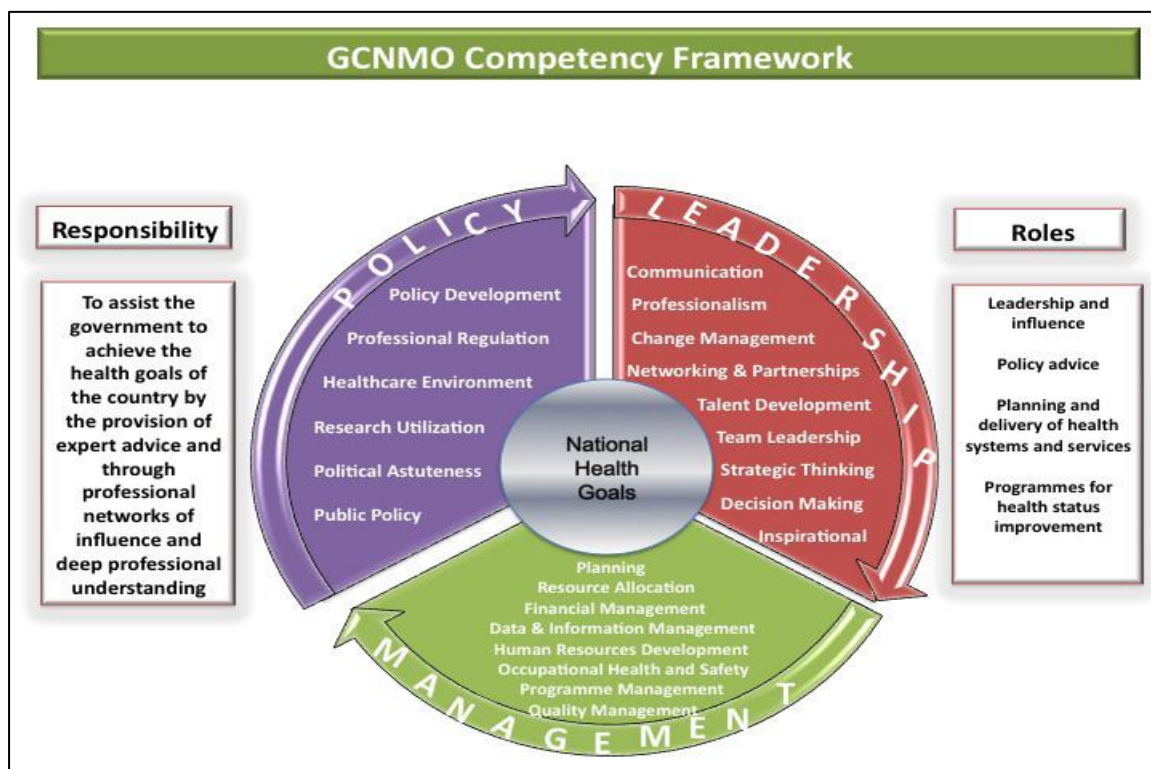 GCNMO Competency Framework
Responsibility
To assist the
government to
achieve the
health goals of
the country by
the provision of
expert advice and
through
professional
networks of
influence and
deep professional
understanding
POLICY
Policy Development
Professional Regulation
Healthcare Environment
Research Utilization
Political Astuteness
Public Policy
LEADERSHIP
Communication
Professionalism
Change Management
Networking & Partnerships
Talent Development
Team Leadership
Strategic Thinking
Decision Making
Inspirational
National
Health
Goals
Planning
Resource Allocation
Financial Management
Data & Information Management
Human Resources Development
Occupational Health and Safety
Programme Management
Quality Management
MANAGEMENT
Roles
Leadership and
influence
Policy advice
Planning and
delivery of health
systems and services
Programmes for
health status
improvement